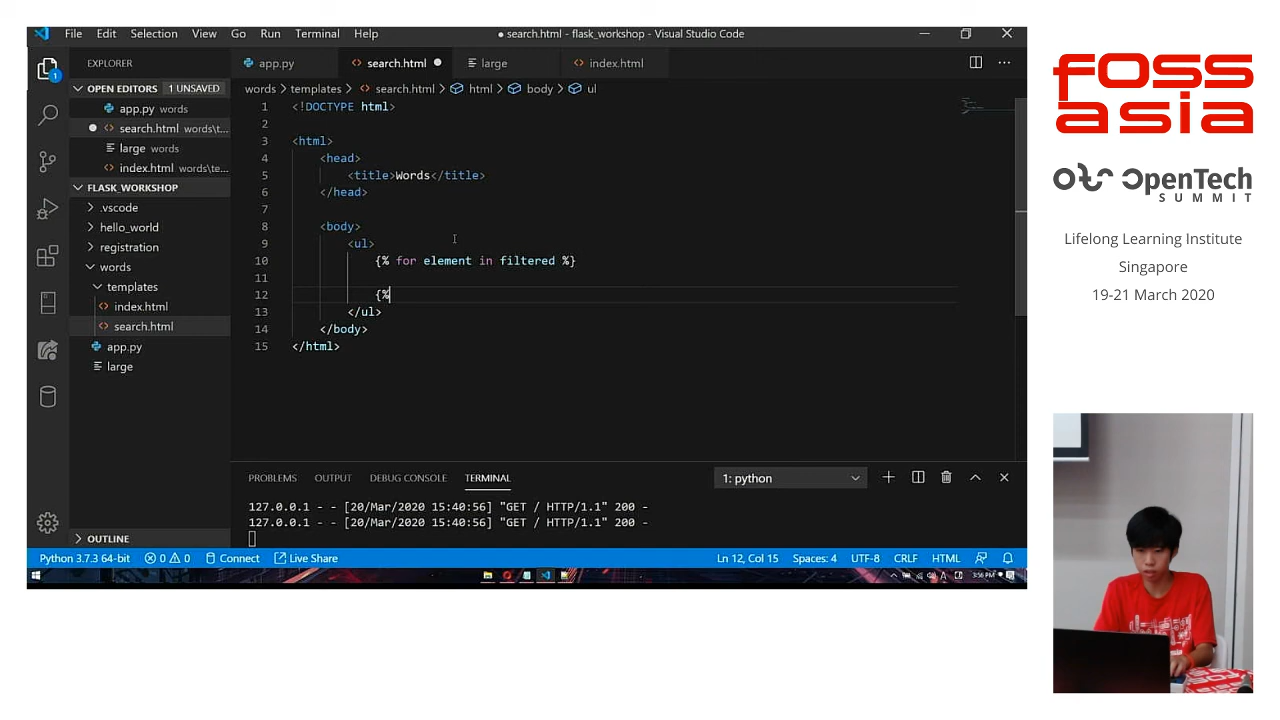 File Edit Selection View Go Run Terminal Help
● search.html - flask_workshop - Visual Studio Code
EXPLORER
app.py
search.html
large
index.html
OPEN EDITORS 1 UNSAVED
app.py words
search.html words\t...
large words
index.html words\te...
FLASK_WORKSHOP
.vscode
hello_world
registration
words
templates
index.html
search.html
app.py
large
OUTLINE
words > templates > search.html > html > body > ul
1 <!DOCTYPE html>
2
3 <html>
4 <head>
5 <title>Words</title>
6 </head>
7
8 <body>
9 <ul>
10 {% for element in filtered %}
11
12 {%
13 </ul>
14 </body>
15 </html>
PROBLEMS OUTPUT DEBUG CONSOLE TERMINAL
1: python
127.0.0.1 - - [20/Mar/2020 15:40:56] "GET / HTTP/1.1" 200 -
127.0.0.1 - - [20/Mar/2020 15:40:56] "GET / HTTP/1.1" 200 -
Python 3.7.3 64-bit 0 0 Connect Live Share
Ln 12, Col 15 Spaces: 4 UTF-8 CRLF HTML
3:56 PM
FOSS
asia
OpenTech
SUMMIT
Lifelong Learning Institute
Singapore
19-21 March 2020
FOSS